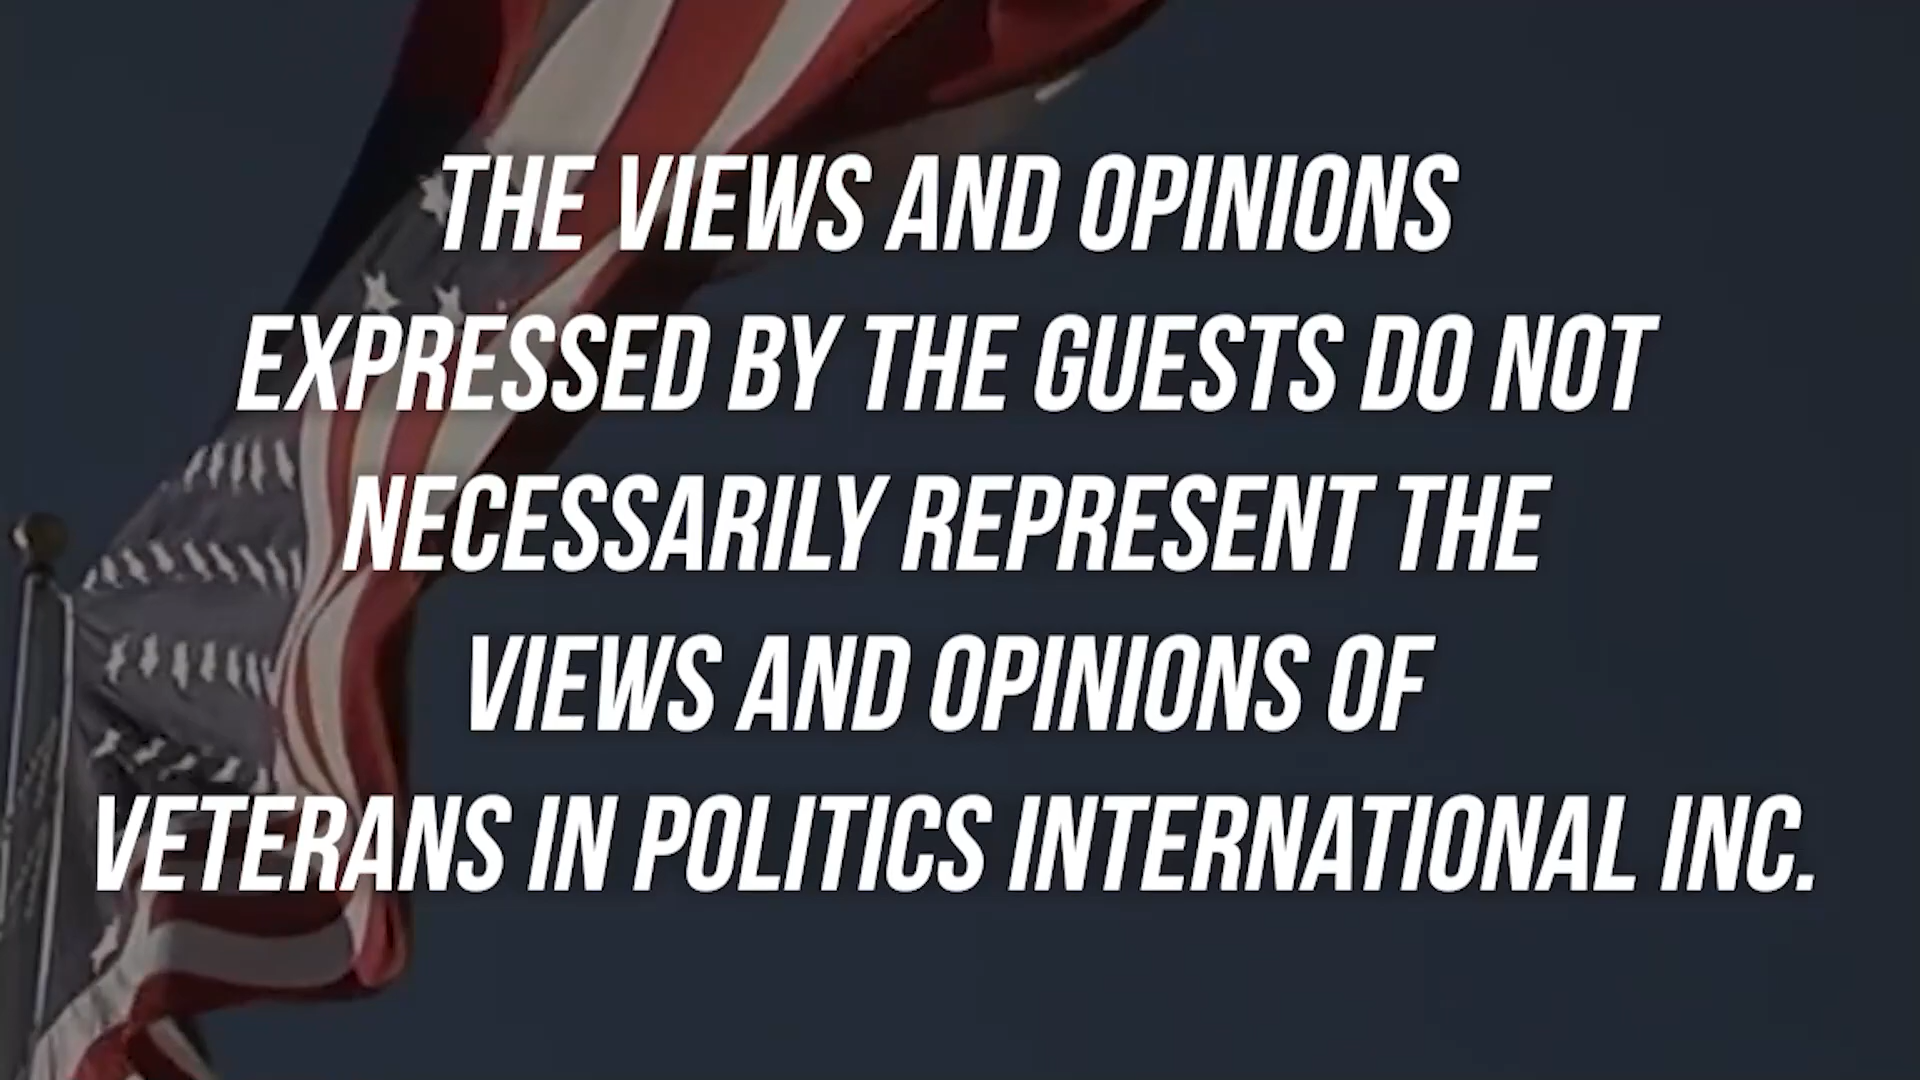 THE VIEWS AND OPINIONS
EXPRESSED BY THE GUESTS DO NOT
NECESSARILY REPRESENT THE
VIEWS AND OPINIONS OF
VETERANS IN POLITICS INTERNATIONAL INC.